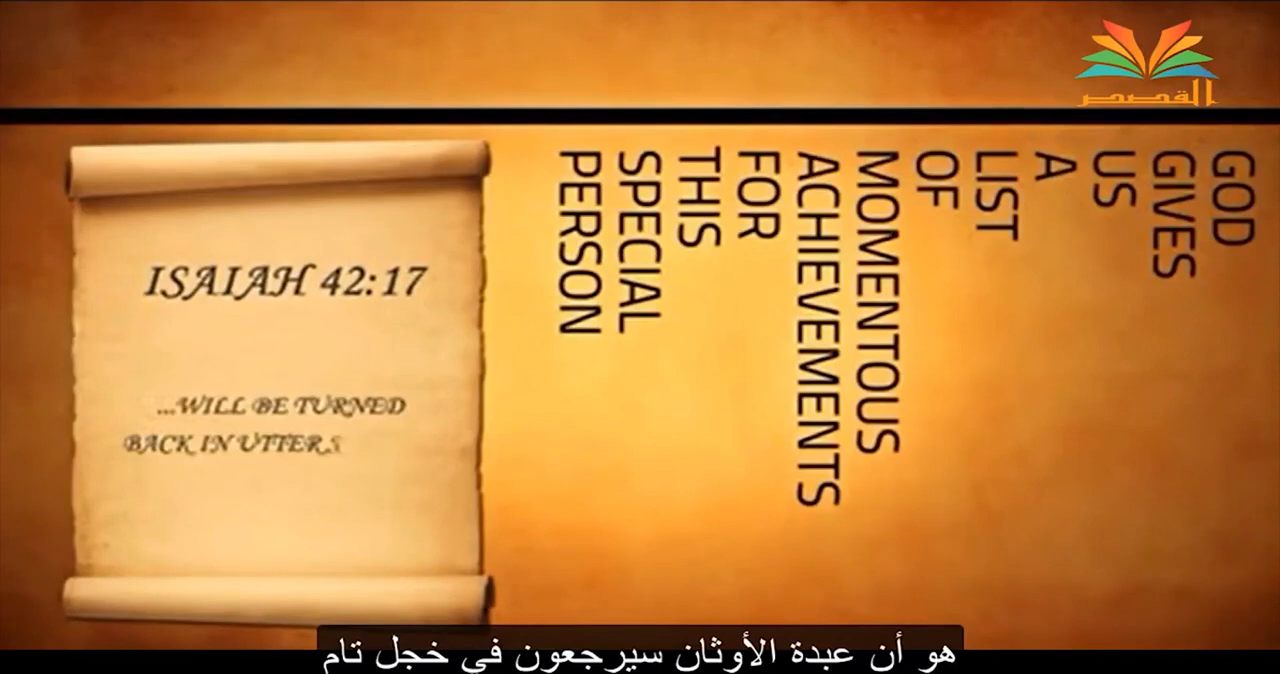 القصص
GOD
GIVES
US
A
LIST
OF
MOMENTOUS
ACHIEVEMENTS
FOR
THIS
SPECIAL
PERSON
ISAIAH 42:17
...WILL BE TURNED
BACK IN UTTER S
هو أن عبدة الأوثان سيرجعون في خجل تام